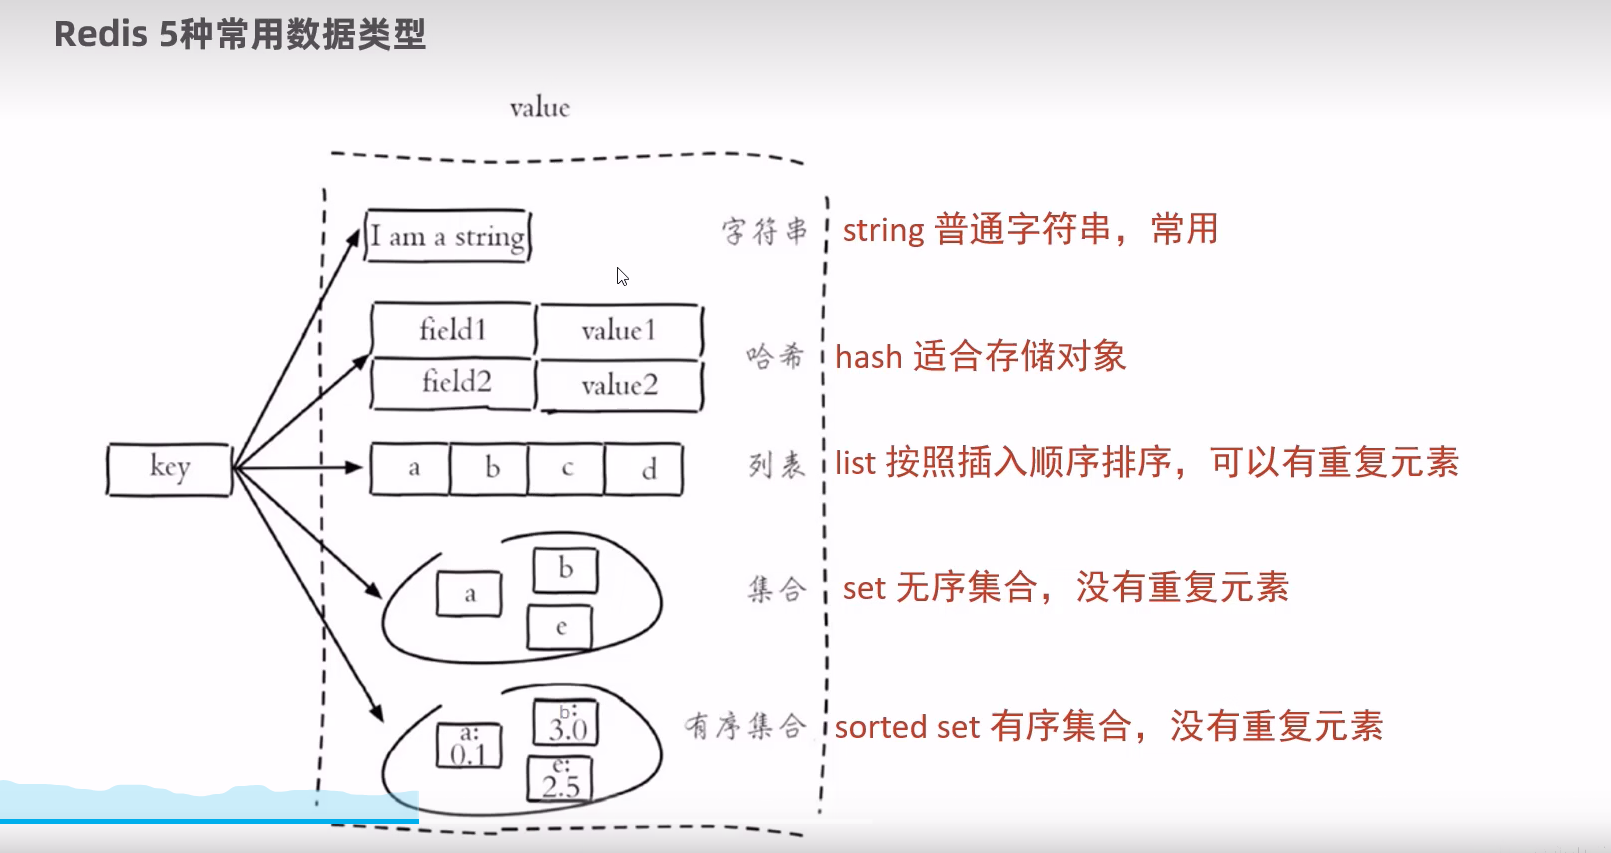 Redis 5种常用数据类型
value
I am a string
字符串
string 普通字符串，常用
field1
value1
field2
value2
哈希
hash 适合存储对象
key
a
b
c
d
列表
list 按照插入顺序排序，可以有重复元素
a
b
e
集合
set 无序集合，没有重复元素
a:
0.1
b:
3.0
e:
2.5
有序集合
sorted set 有序集合，没有重复元素